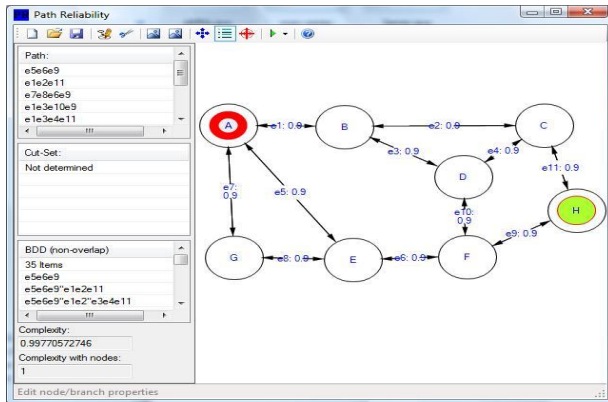 Path Reliability
Path:
e5e6e9
e1e2e11
e7e8e6e9
e1e3e10e9
e1e3e4e11
Cut-Set:
Not determined
BDD (non-overlap)
35 Items
e5e6e9
e5e6e9"e1e2e11
e5e6e9"e1e2"e3e4e11
Complexity:
0.99770572746
Complexity with nodes:
1
Edit node/branch properties
A
e1: 0.9
B
e2: 0.9
C
e3: 0.9
e4: 0.9
D
e11: 0.9
e7:
0.9
e5: 0.9
H
e10:
0.9
e9: 0.9
G
e8: 0.9
E
e6: 0.9
F